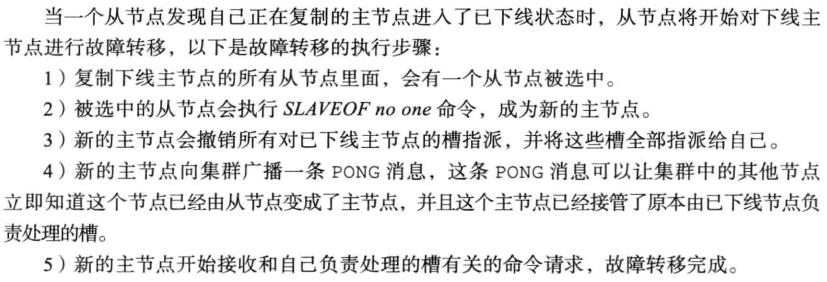 当一个从节点发现自己正在复制的主节点进入了已下线状态时，从节点将开始对下线主
节点进行故障转移，以下是故障转移的执行步骤：
1）复制下线主节点的所有从节点里面，会有一个从节点被选中。
2）被选中的从节点会执行 SLAVEOF no one 命令，成为新的主节点。
3）新的主节点会撤销所有对已下线主节点的槽指派，并将这些槽全部指派给自己。
4）新的主节点向集群广播一条 PONG 消息，这条 PONG 消息可以让集群中的其他节点
立即知道这个节点已经由从节点变成了主节点，并且这个主节点已经接管了原本由已下线节点负
责处理的槽。
5）新的主节点开始接收和自己负责处理的槽有关的命令请求，故障转移完成。